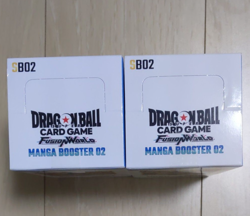 SB02
DRAGON BALL
CARD GAME
FUSION WORLD
MANGA BOOSTER 02
SB02
DRAGON BALL
CARD GAME
FUSION WORLD
MANGA BOOSTER 02